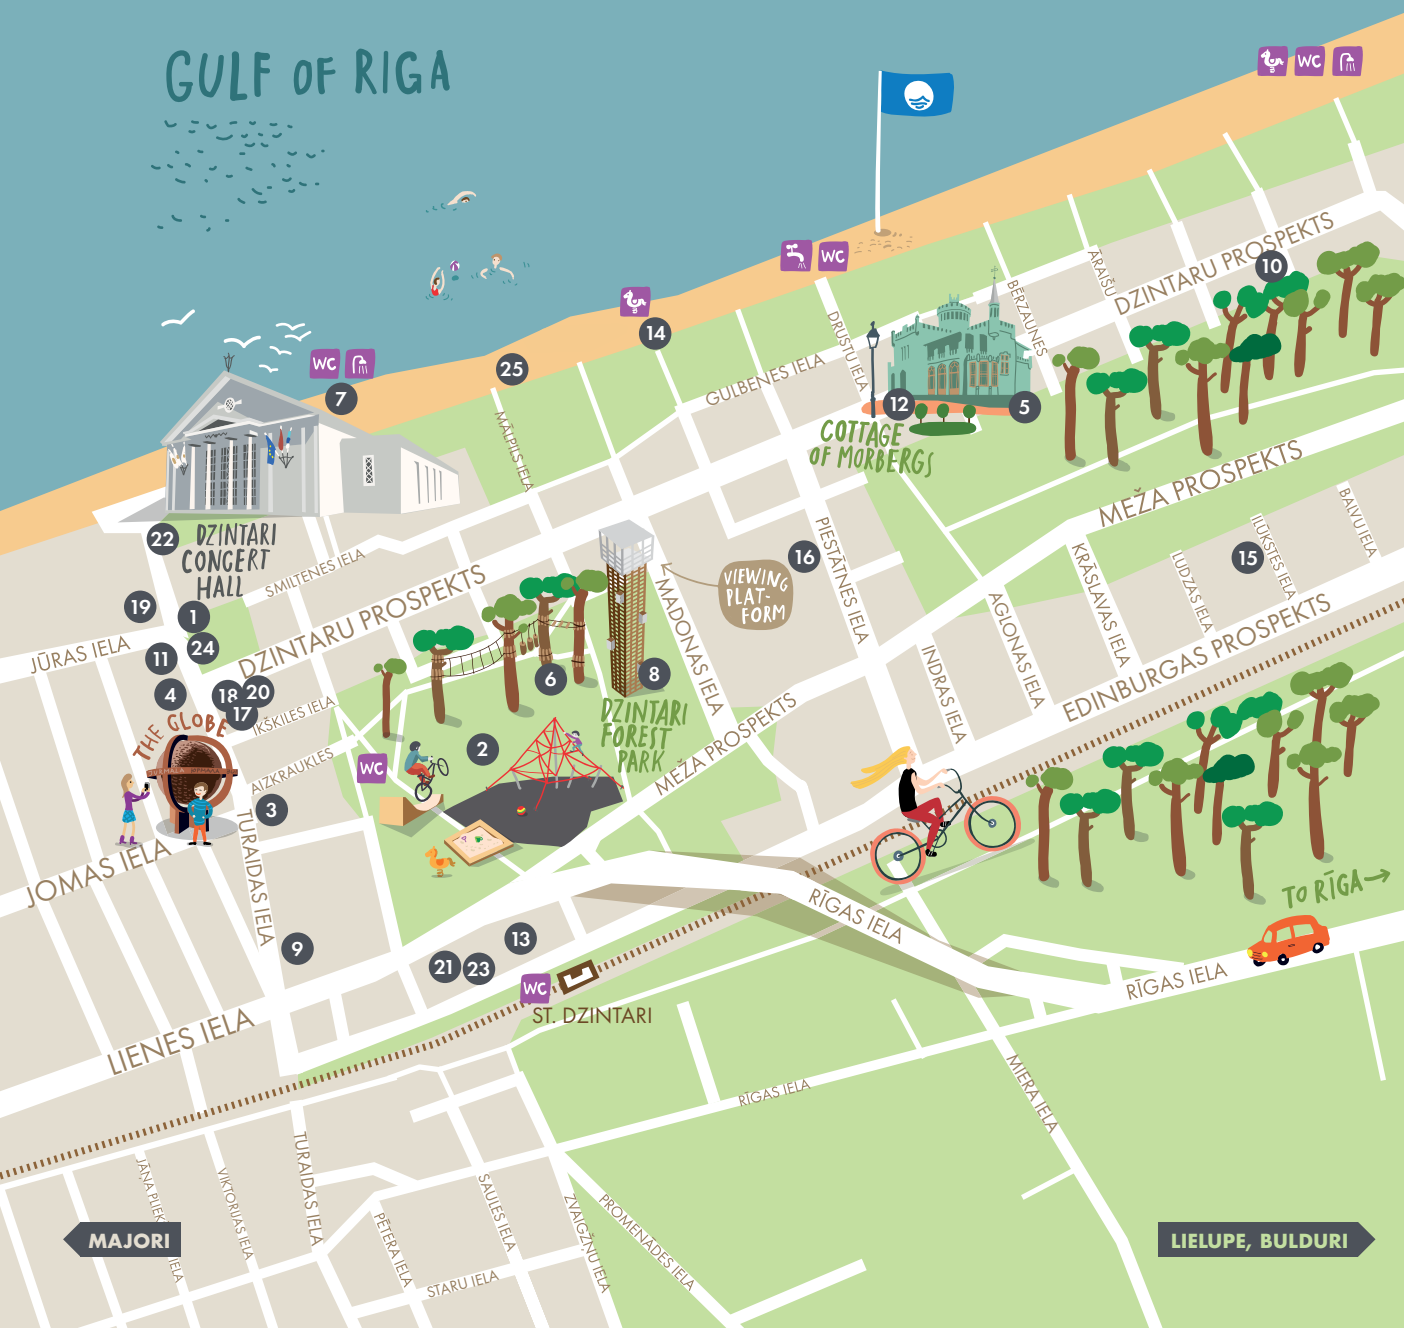 GULF OF RIGA
WC
WC
DZINTARU PROSPEKTS
10
ĀRAIŠU
BĒRZAUNES
DRUSTU IELA
14
25
WC
7
GULBENES IELA
12
5
COTTAGE
OF MORBERGS
MĀLPILS IELA
MEŽA PROSPEKTS
BAIVU IELA
ILŪKSTES IELA
15
LUDZAS IELA
KRĀSLAVAS IELA
22
DZINTARI
CONCERT
HALL
SMILTENES IELA
DZINTARU PROSPEKTS
16
PIESTĀTNES IELA
VIEWING
PLAT-
FORM
MADONAS IELA
AGLONAS IELA
INDRAS IELA
EDINBURGAS PROSPEKTS
19
1
24
JŪRAS IELA
11
4
18
20
17
IKŠĶILES IELA
6
8
DZINTARI
FOREST
PARK
THE GLOBE
2
MEŽA PROSPEKTS
WC
AIZKRAUKLES
3
TURAIDAS IELA
JOMAS IELA
TO RĪGA
RĪGAS IELA
9
13
21
23
WC
ST. DZINTARI
RĪGAS IELA
LIENES IELA
RĪGAS IELA
MIERA IELA
TURAIDAS IELA
VIKTORIJAS IELA
SAULES IELA
PĒTERA IELA
ZVAIGŽŅU IELA
PROMENADES IELA
STARU IELA
MAJORI
LIELUPE, BULDURI